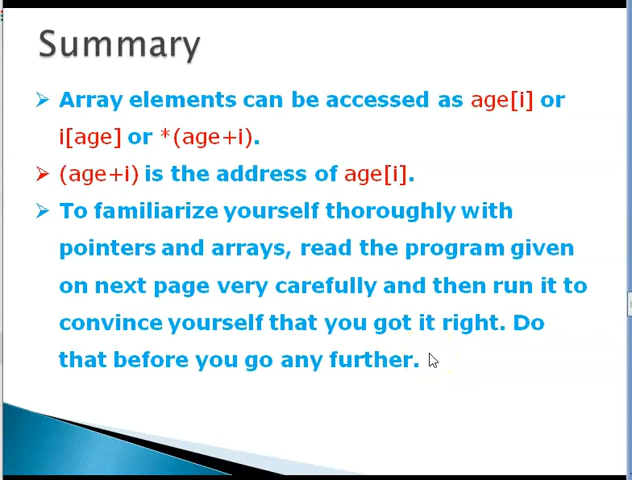 Summary
Array elements can be accessed as age[i] or
i[age] or *(age+i).
(age+i) is the address of age[i].
To familiarize yourself thoroughly with
pointers and arrays, read the program given
on next page very carefully and then run it to
convince yourself that you got it right. Do
that before you go any further.